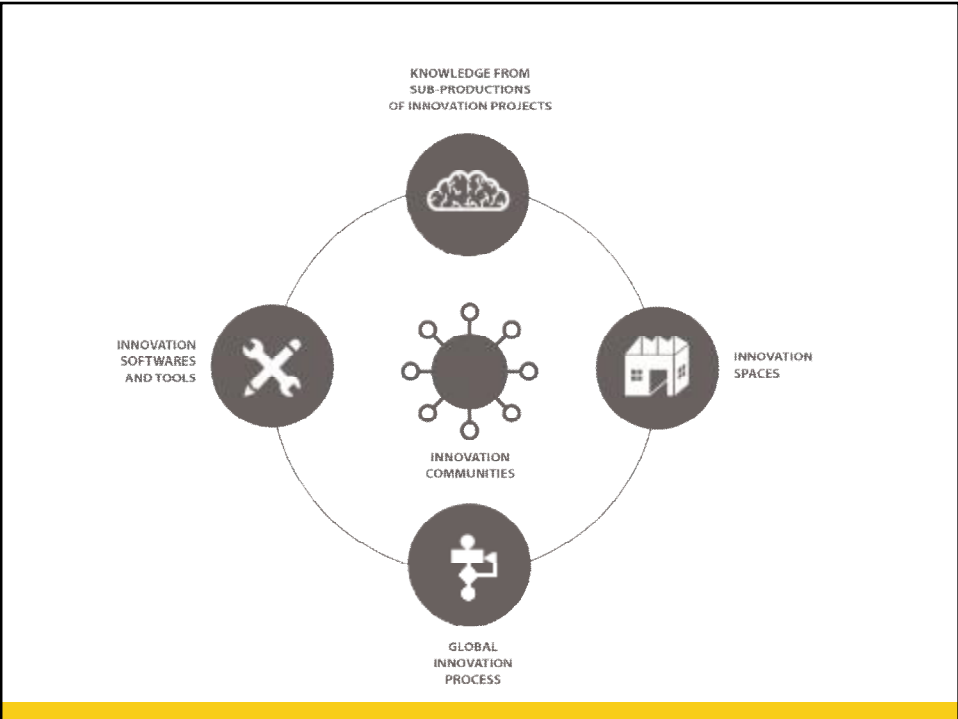 KNOWLEDGE FROM
SUB-PRODUCTIONS
OF INNOVATION PROJECTS
INNOVATION
SOFTWARES
AND TOOLS
INNOVATION
SPACES
INNOVATION
COMMUNITIES
GLOBAL
INNOVATION
PROCESS